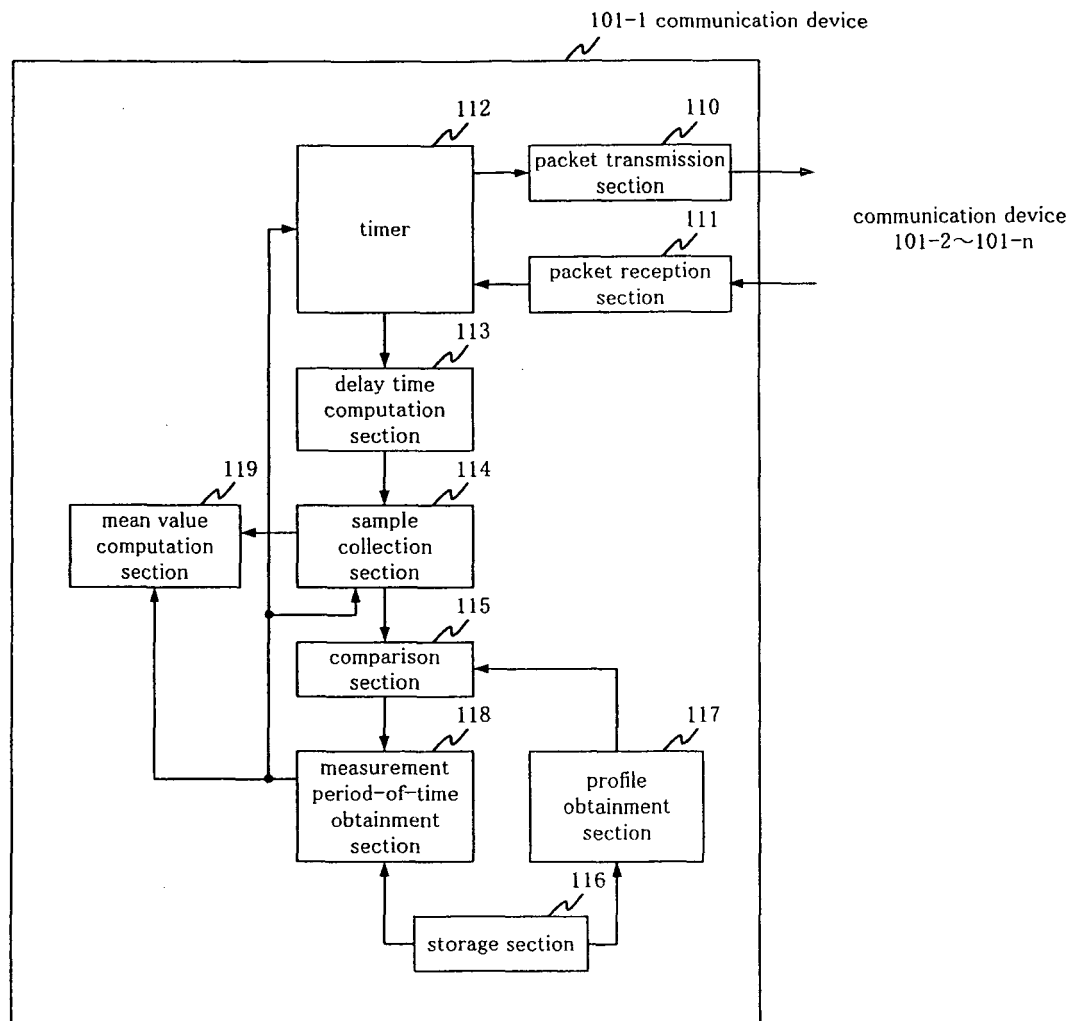 101-1 communication device
112
110
packet transmission
section
timer
communication device
101-2～101-n
111
packet reception
section
113
delay time
computation
section
119
mean value
computation
section
114
sample
collection
section
115
comparison
section
118
measurement
period-of-time
obtainment
section
117
profile
obtainment
section
116
storage section